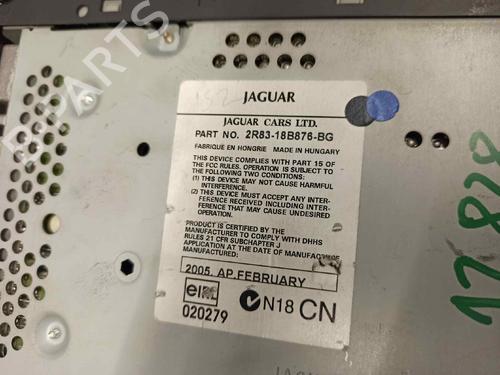 PARTS
152
JAGUAR
JAGUAR CARS LTD.
PART NO. 2R83-18B876-BG
FABRIQUE EN HONGRIE MADE IN HUNGARY
THIS DEVICE COMPLIES WITH PART 15 OF
THE FCC RULES. OPERATION IS SUBJECT TO
THE FOLLOWING TWO CONDITIONS:
(1) THIS DEVICE MAY NOT CAUSE HARMFUL
INTERFERENCE.
(2) THIS DEVICE MUST ACCEPT ANY INTER-
FERENCE RECEIVED INCLUDING INTER-
FERENCE THAT MAY CAUSE UNDESIRED
OPERATION.
PRODUCT IS CERTIFIED BY THE
MANUFACTURER TO COMPLY WITH DHHS
RULES 21 CFR SUBCHAPTER J
APPLICATION AT THE DATE OF MANUFACTURE
2005. AP.FEBRUARY
020279
N18 CN